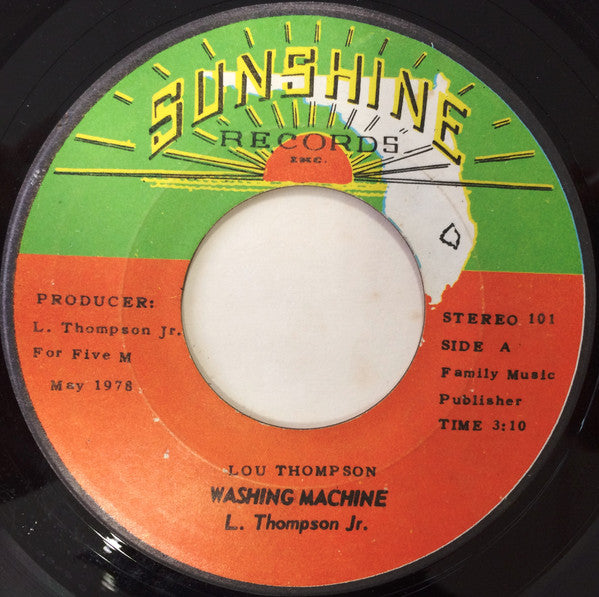 SUNSHINE
RECORDS
INC.
PRODUCER:
L. Thompson Jr.
For Five M
May 1978
STEREO 101
SIDE A
Family Music
Publisher
TIME 3:10
LOU THOMPSON
WASHING MACHINE
L. Thompson Jr.